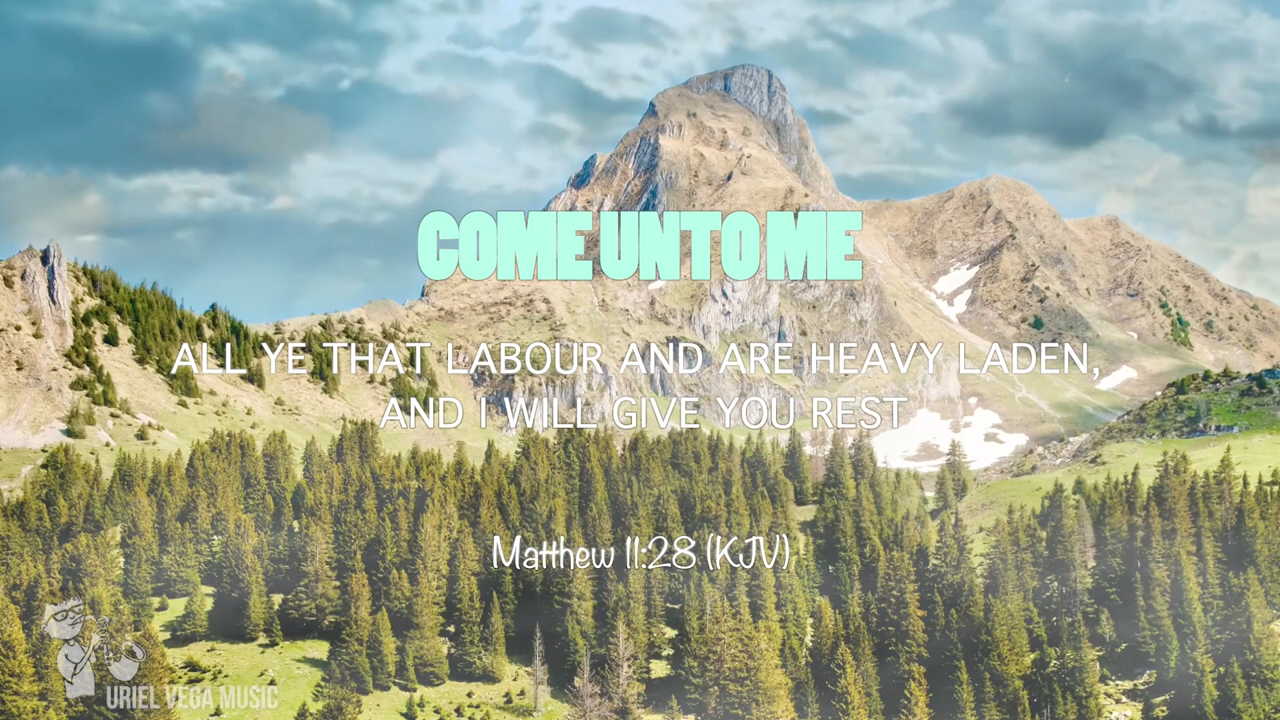 COME UNTO ME
ALL YE THAT LABOUR AND ARE HEAVY LADEN,
AND I WILL GIVE YOU REST
Matthew 11:28 (KJV)
URIEL VEGA MUSIC